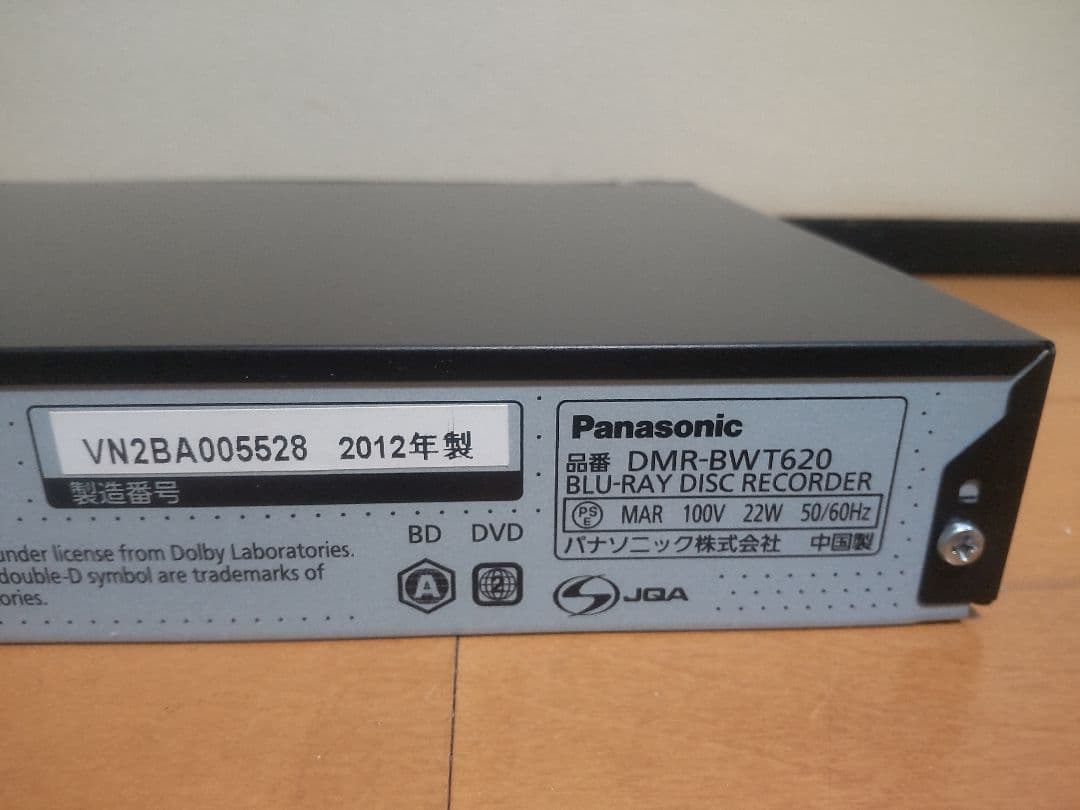 VN2BA005528 2012年製
製造番号
under license from Dolby Laboratories.
double-D symbol are trademarks of
ories.
BD DVD
A 2
Panasonic
品番 DMR-BWT620
BLU-RAY DISC RECORDER
PS E MAR 100V 22W 50/60Hz
パナソニック株式会社 中国製
JQA